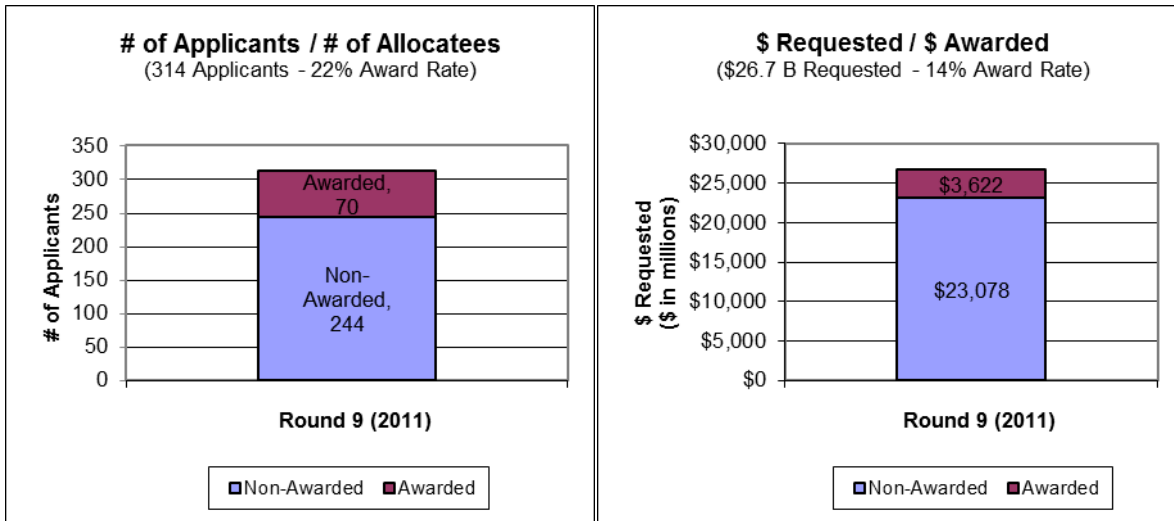 # of Applicants / # of Allocatees
(314 Applicants - 22% Award Rate)
350
300
250
200
150
100
50
0
# of Applicants
Awarded,
70
Non-
Awarded,
244
Round 9 (2011)
Non-Awarded
Awarded
$ Requested / $ Awarded
($26.7 B Requested - 14% Award Rate)
$30,000
$25,000
$20,000
$15,000
$10,000
$5,000
$0
$ Requested
($ in millions)
$3,622
$23,078
Round 9 (2011)
Non-Awarded
Awarded